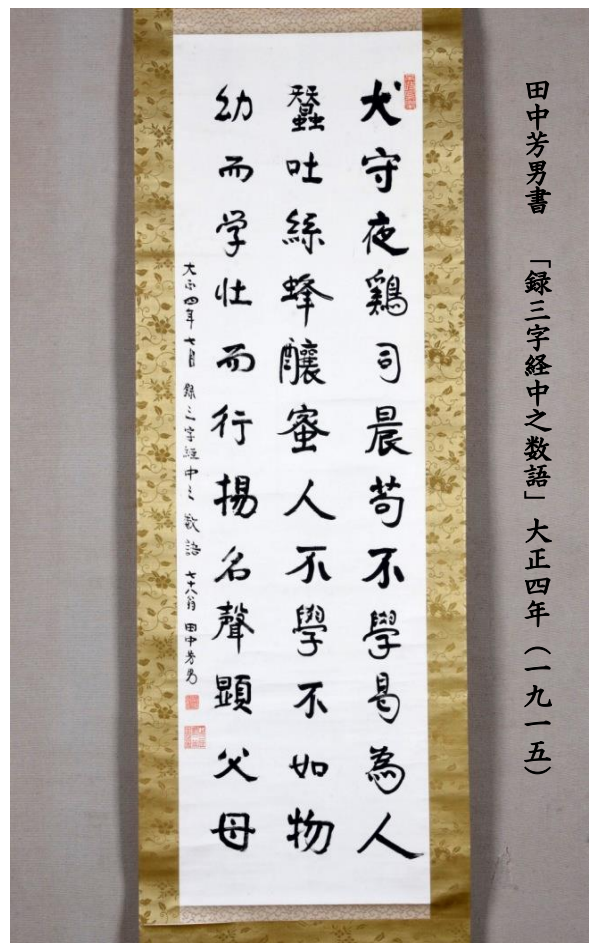 田中芳男書 「録三字経中之数語」大正四年（一九一五）
犬守夜鶏司晨苟不學曷為人
蠶吐絲蜂釀蜜人不學不如物
幼而学壮而行揚名聲顕父母
大正四年七月 録三字経中之数語 七十八翁 田中芳男